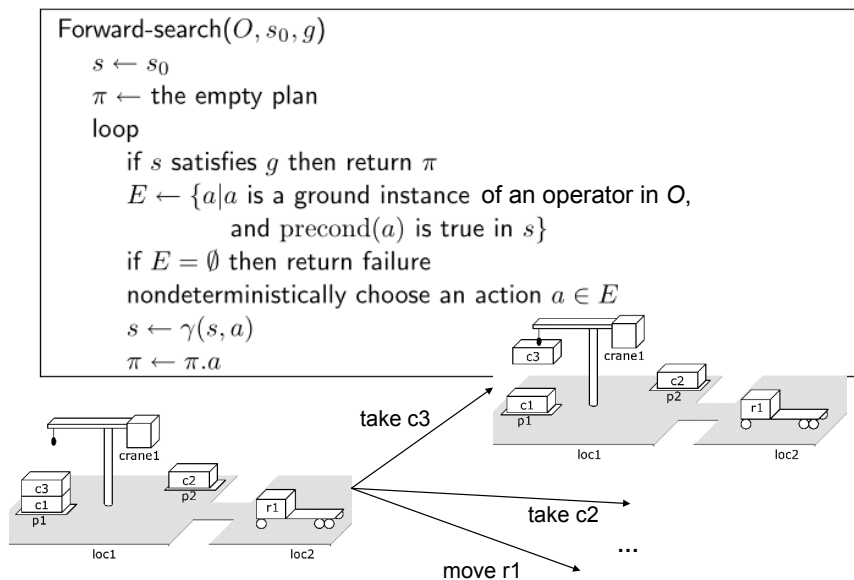 Forward-search(O, s₀, g)
s ← s₀
π ← the empty plan
loop
if s satisfies g then return π
E ← {a|a is a ground instance of an operator in O,
and precond(a) is true in s}
if E = ∅ then return failure
nondeterministically choose an action a ∈ E
s ← γ(s, a)
π ← π.a
c3
crane1
c1
p1
c2
p2
r1
loc1
loc2
take c3
crane1
c3
c1
p1
c2
p2
r1
loc1
loc2
take c2
...
move r1